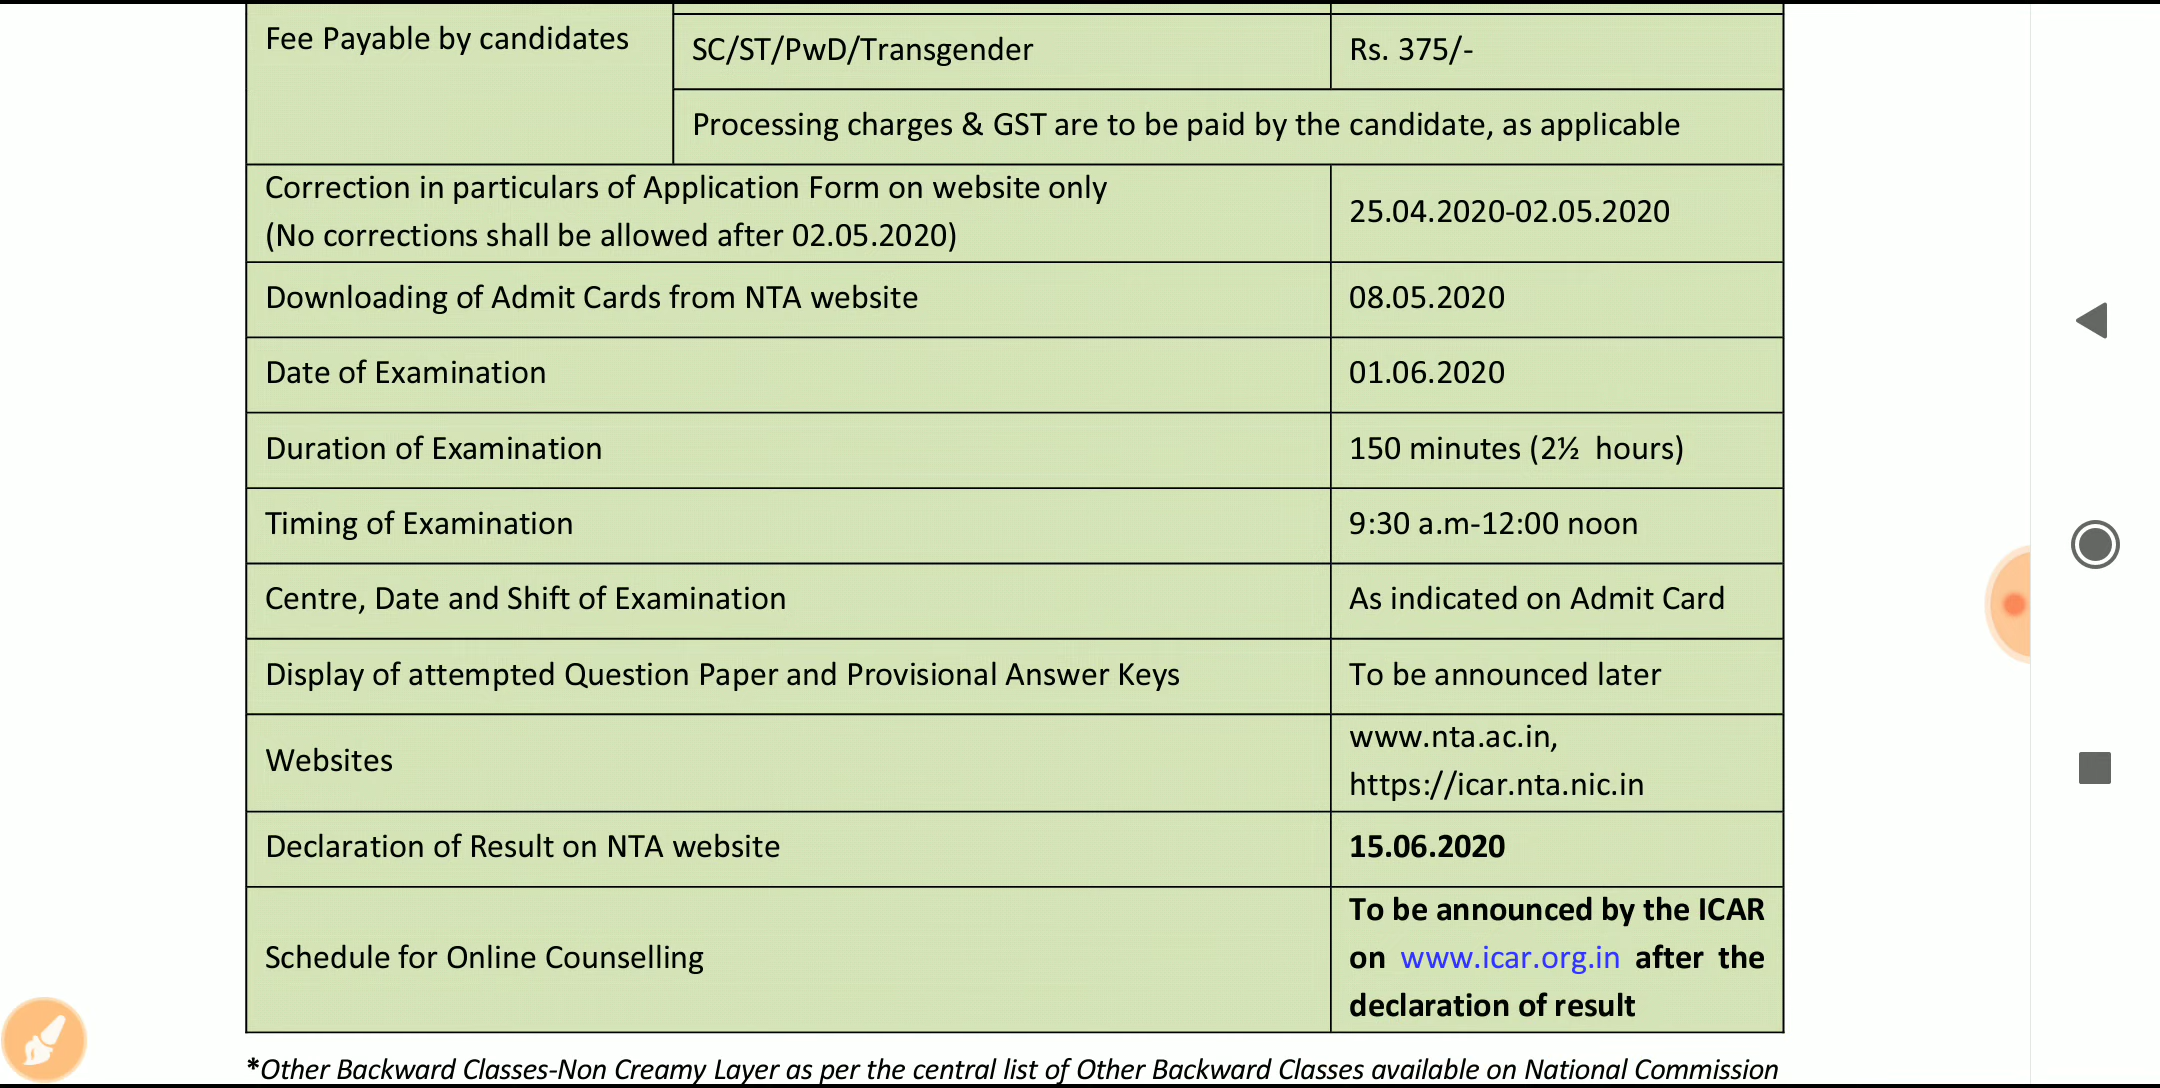 Fee Payable by candidates
SC/ST/PwD/Transgender
Rs. 375/-
Processing charges & GST are to be paid by the candidate, as applicable
Correction in particulars of Application Form on website only
(No corrections shall be allowed after 02.05.2020)
25.04.2020-02.05.2020
Downloading of Admit Cards from NTA website
08.05.2020
Date of Examination
01.06.2020
Duration of Examination
150 minutes (2½ hours)
Timing of Examination
9:30 a.m-12:00 noon
Centre, Date and Shift of Examination
As indicated on Admit Card
Display of attempted Question Paper and Provisional Answer Keys
To be announced later
Websites
www.nta.ac.in,
https://icar.nta.nic.in
Declaration of Result on NTA website
15.06.2020
Schedule for Online Counselling
To be announced by the ICAR
on www.icar.org.in after the
declaration of result
*Other Backward Classes-Non Creamy Layer as per the central list of Other Backward Classes available on National Commission